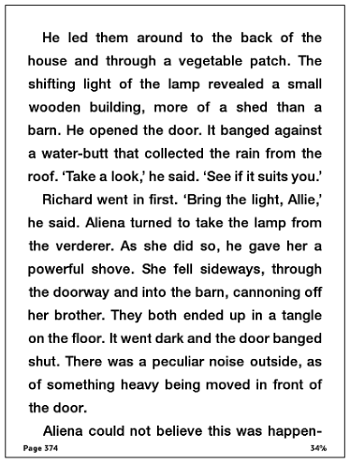 He led them around to the back of the
house and through a vegetable patch. The
shifting light of the lamp revealed a small
wooden building, more of a shed than a
barn. He opened the door. It banged against
a water-butt that collected the rain from the
roof. ‘Take a look,’ he said. ‘See if it suits you.’
Richard went in first. ‘Bring the light, Allie,’
he said. Aliena turned to take the lamp from
the verderer. As she did so, he gave her a
powerful shove. She fell sideways, through
the doorway and into the barn, cannoning off
her brother. They both ended up in a tangle
on the floor. It went dark and the door banged
shut. There was a peculiar noise outside, as
of something heavy being moved in front of
the door.
Aliena could not believe this was happen-
Page 374 34%